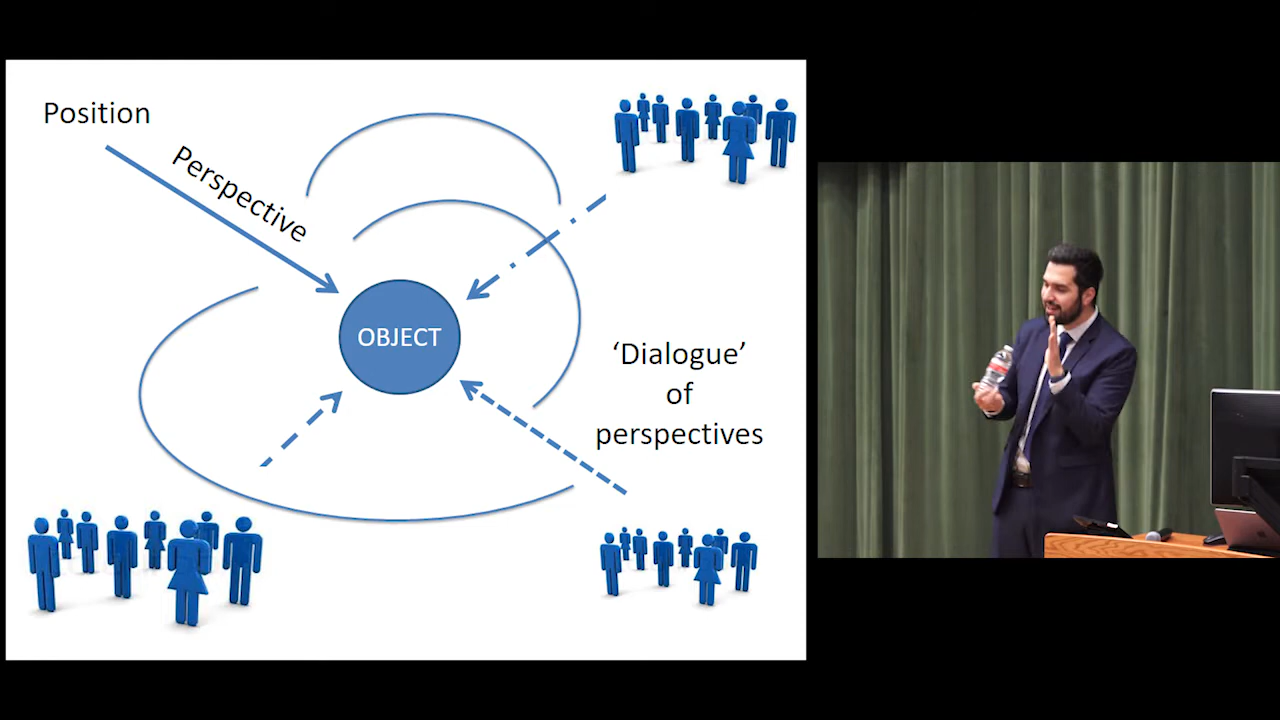 Position
Perspective
OBJECT
‘Dialogue’
of
perspectives